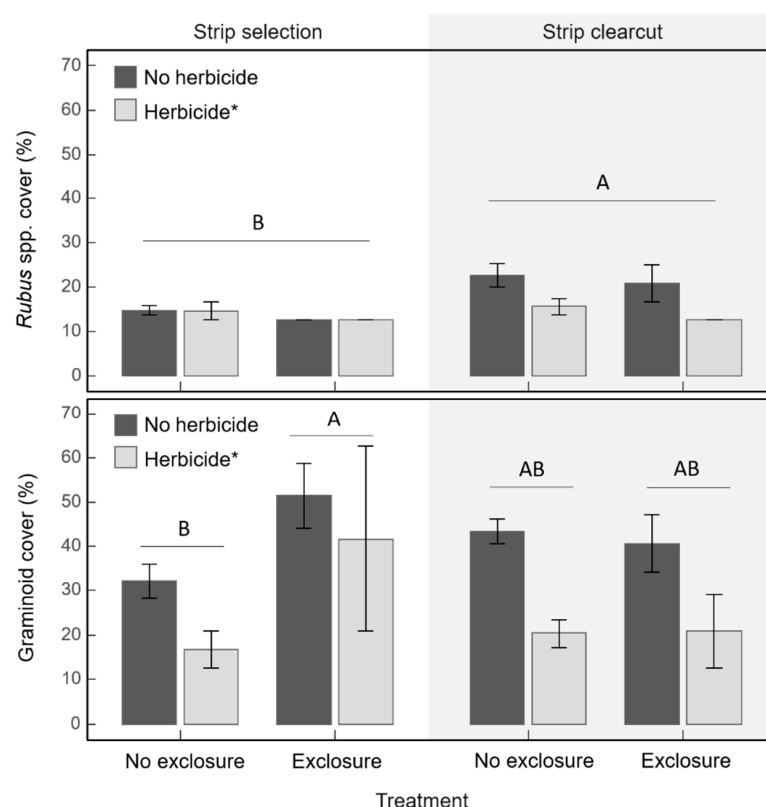 Strip selection Strip clearcut
Rubus spp. cover (%)
70
60
50
40
30
20
10
0
No herbicide
Herbicide*
B
A
Graminoid cover (%)
70
60
50
40
30
20
10
0
No herbicide
Herbicide*
B
A
AB
AB
No exclosure Exclosure No exclosure Exclosure
Treatment